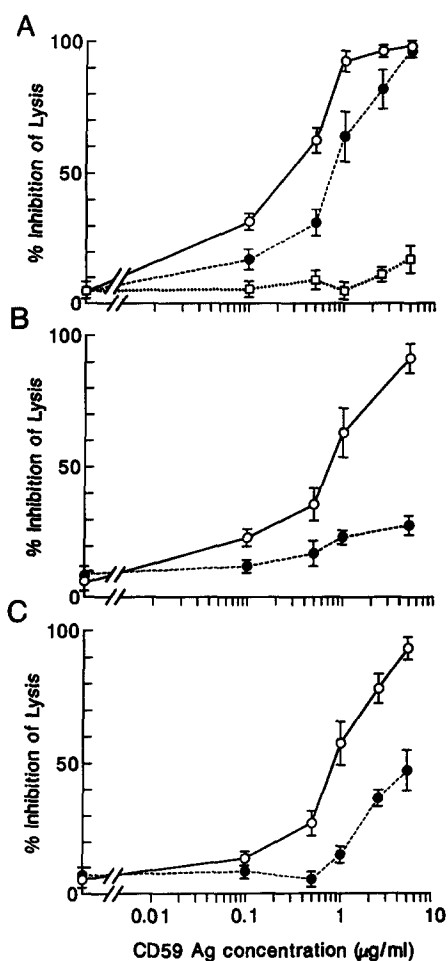 A
100
50
0
% Inhibition of Lysis
B
100
50
0
% Inhibition of Lysis
C
100
50
0
% Inhibition of Lysis
0.01 0.1 1 10
CD59 Ag concentration (µg/ml)